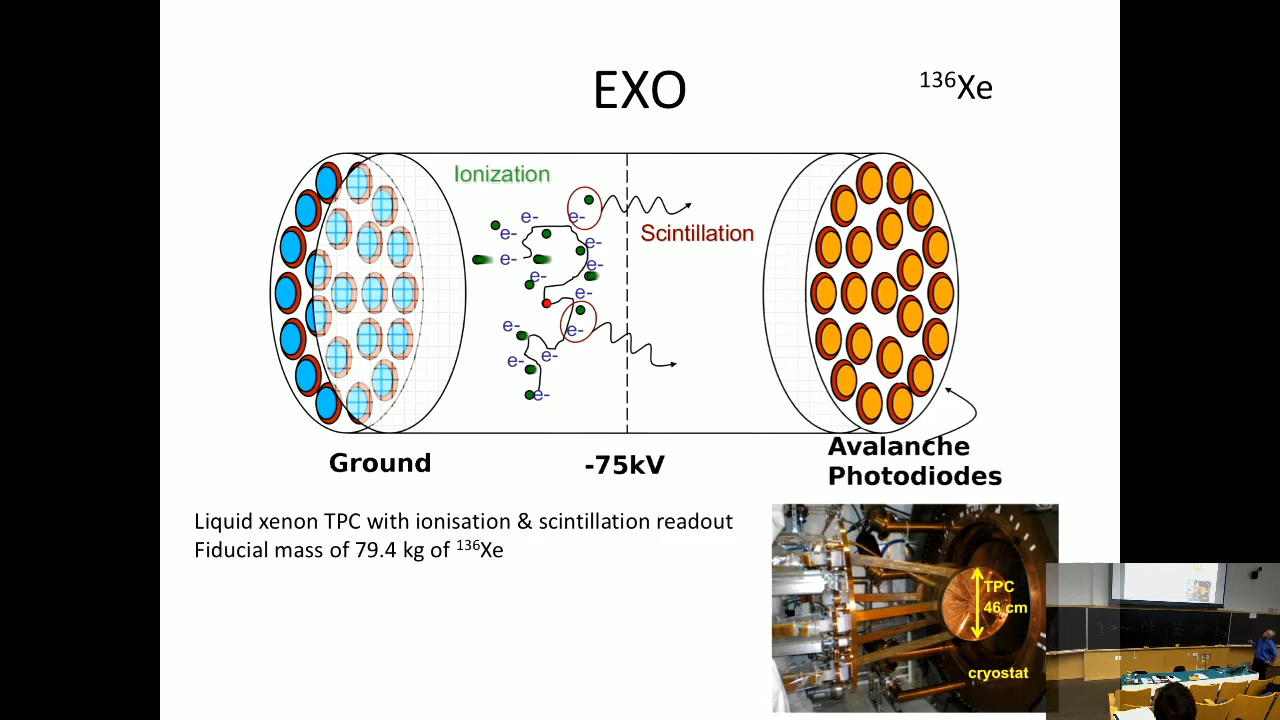 EXO
¹³⁶Xe
Ionization
e-
e-
e-
e-
e-
e-
e-
e-
e-
e-
e-
e-
e-
Scintillation
Ground
-75kV
Avalanche
Photodiodes
Liquid xenon TPC with ionisation & scintillation readout
Fiducial mass of 79.4 kg of ¹³⁶Xe
TPC
46 cm
cryostat